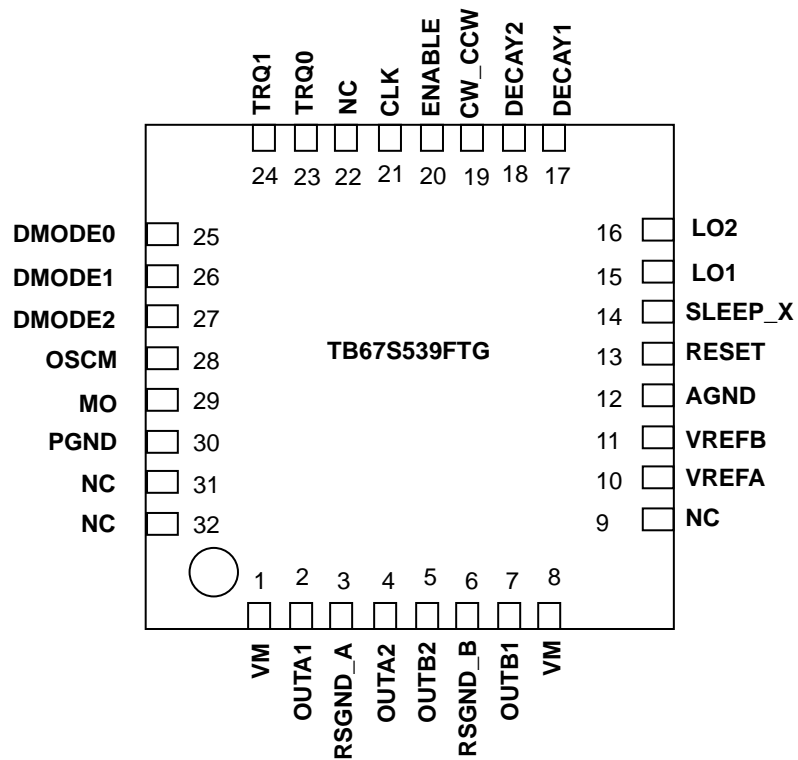 TRQ1
TRQ0
NC
CLK
ENABLE
CW_CCW
DECAY2
DECAY1
24 23 22 21 20 19 18 17
DMODE0 25
DMODE1 26
DMODE2 27
OSCM 28
MO 29
PGND 30
NC 31
NC 32
TB67S539FTG
16 LO2
15 LO1
14 SLEEP_X
13 RESET
12 AGND
11 VREFB
10 VREFA
9 NC
1 2 3 4 5 6 7 8
VM
OUTA1
RSGND_A
OUTA2
OUTB2
RSGND_B
OUTB1
VM